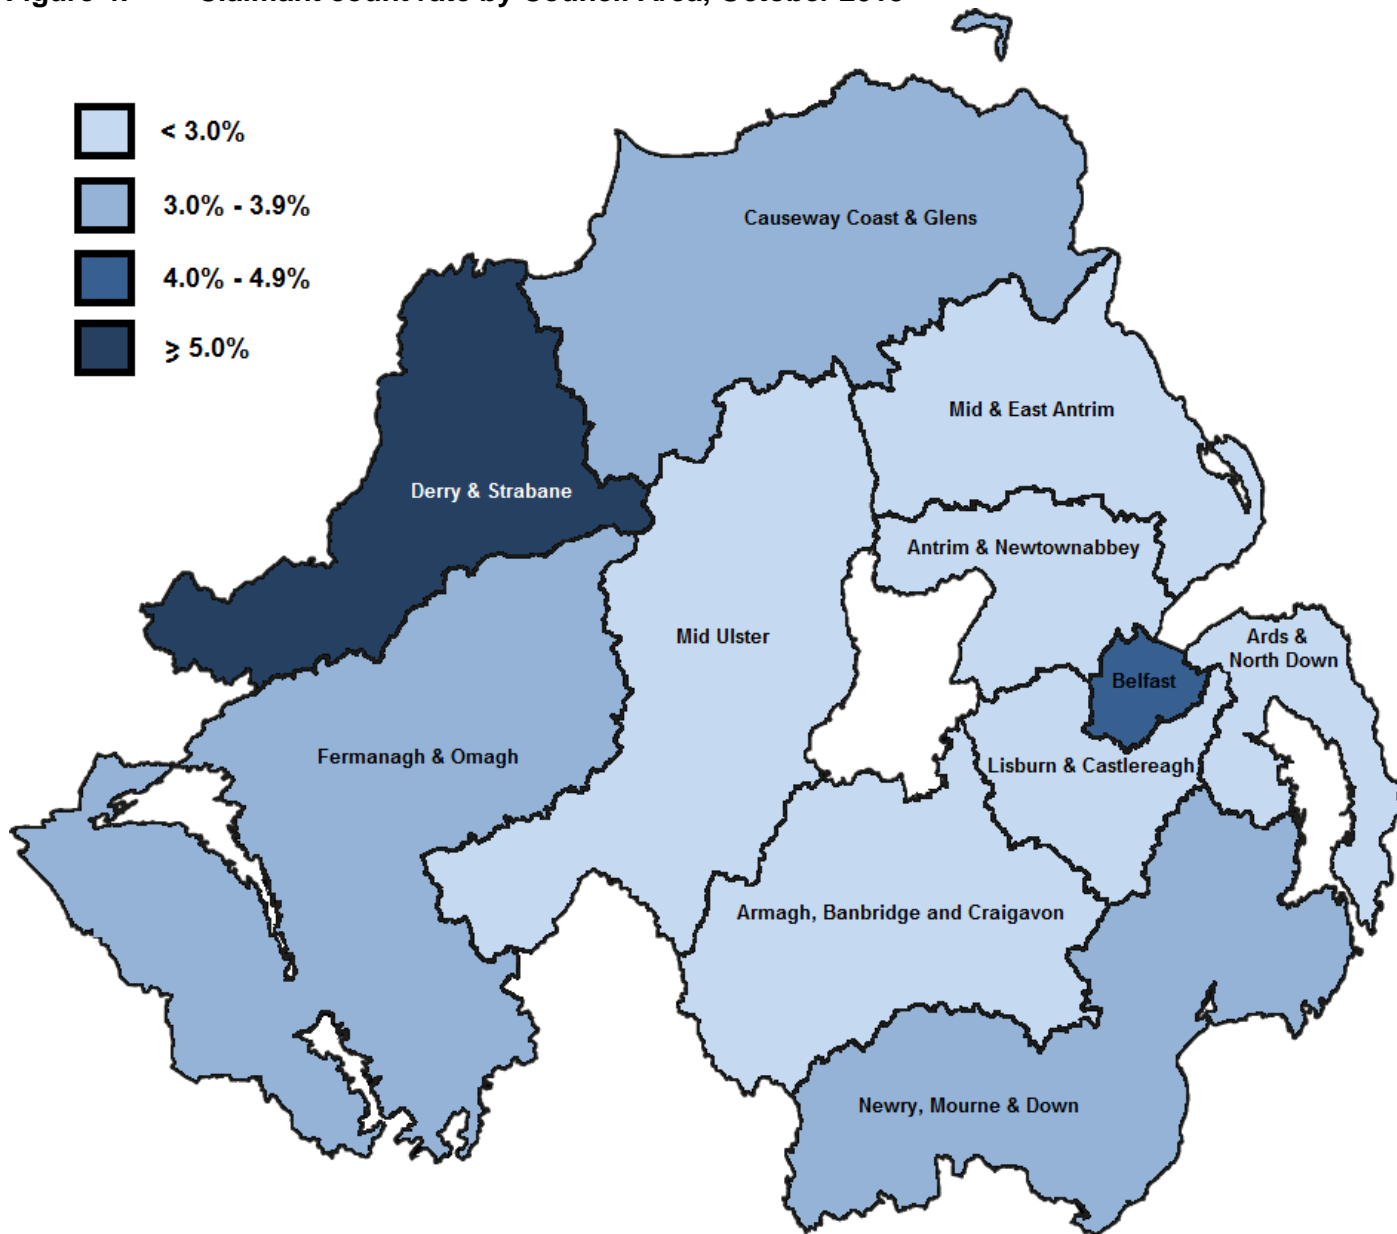 < 3.0%
3.0% - 3.9%
4.0% - 4.9%
⩾ 5.0%
Causeway Coast & Glens
Mid & East Antrim
Derry & Strabane
Antrim & Newtownabbey
Mid Ulster
Ards &
North Down
Belfast
Fermanagh & Omagh
Lisburn & Castlereagh
Armagh, Banbridge and Craigavon
Newry, Mourne & Down